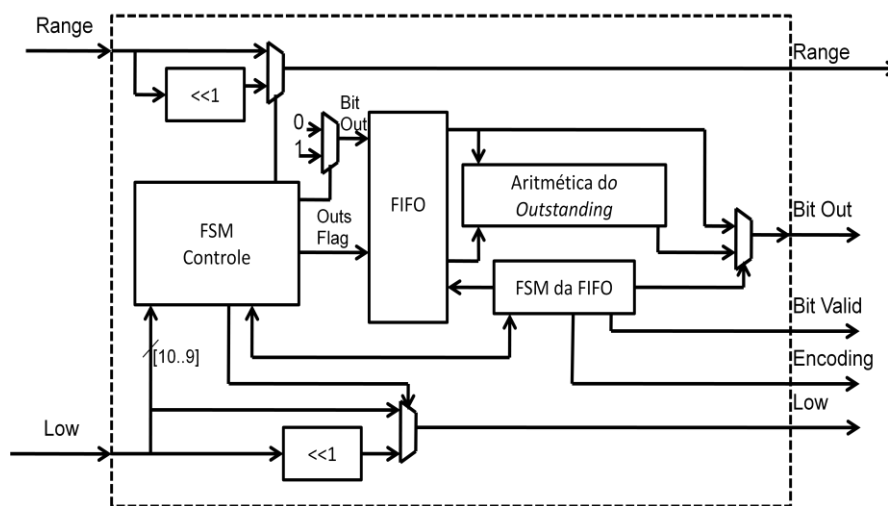 Range
Range
<<1
0
1
Bit
Out
FIFO
Aritmética do
Outstanding
FSM
Controle
Outs
Flag
Bit Out
FSM da FIFO
Bit Valid
[10..9]
Encoding
Low
Low
<<1